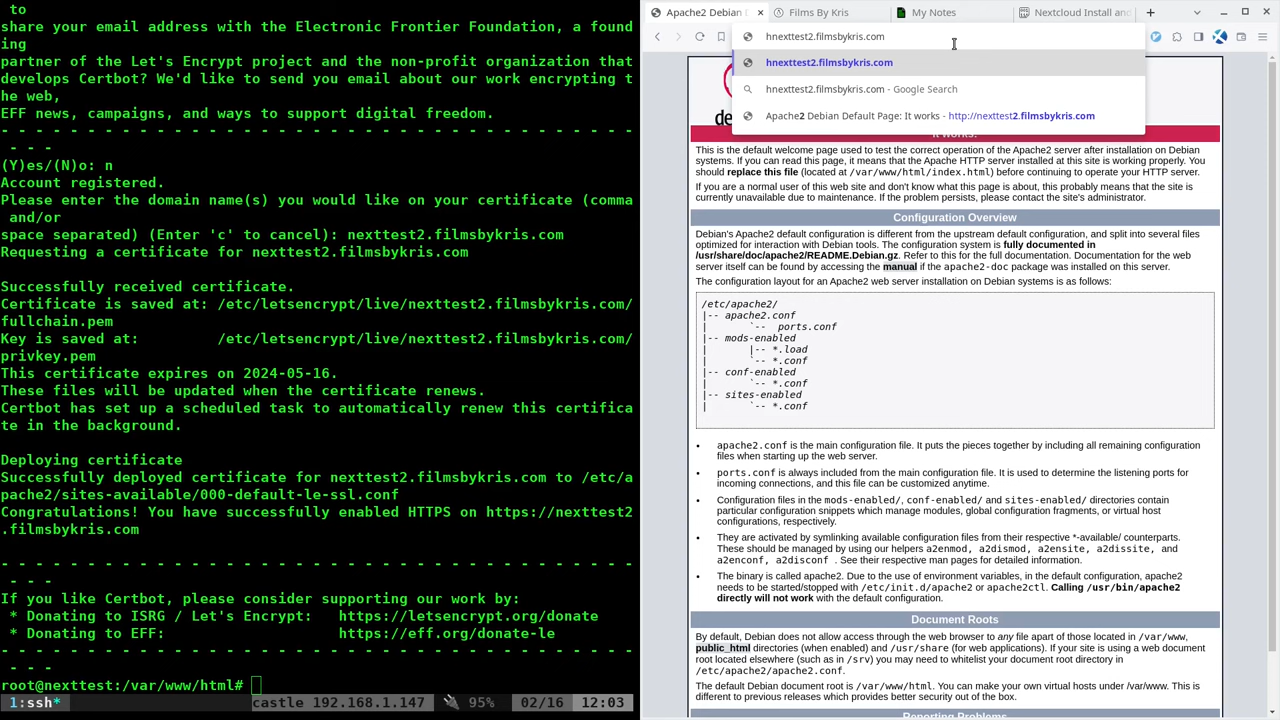 to
share your email address with the Electronic Frontier Foundation, a found
ing
partner of the Let's Encrypt project and the non-profit organization that
develops Certbot? We'd like to send you email about our work encrypting t
he web,
EFF news, campaigns, and ways to support digital freedom.
- - - - - - - - - - - - - - - - - - - - - - - - - - - - - - - - - - - - -
 - - -
(Y)es/(N)o: n
Account registered.
Please enter the domain name(s) you would like on your certificate (comma
 and/or
space separated) (Enter 'c' to cancel): nexttest2.filmsbykris.com
Requesting a certificate for nexttest2.filmsbykris.com
Successfully received certificate.
Certificate is saved at: /etc/letsencrypt/live/nexttest2.filmsbykris.com/
fullchain.pem
Key is saved at:         /etc/letsencrypt/live/nexttest2.filmsbykris.com/
privkey.pem
This certificate expires on 2024-05-16.
These files will be updated when the certificate renews.
Certbot has set up a scheduled task to automatically renew this certifica
te in the background.
Deploying certificate
Successfully deployed certificate for nexttest2.filmsbykris.com to /etc/a
pache2/sites-available/000-default-le-ssl.conf
Congratulations! You have successfully enabled HTTPS on https://nexttest2
.filmsbykris.com
- - - - - - - - - - - - - - - - - - - - - - - - - - - - - - - - - - - - -
 - - -
If you like Certbot, please consider supporting our work by:
 * Donating to ISRG / Let's Encrypt:   https://letsencrypt.org/donate
 * Donating to EFF:                    https://eff.org/donate-le
- - - - - - - - - - - - - - - - - - - - - - - - - - - - - - - - - - - - -
 - - -
root@nexttest:/var/www/html#
1:ssh* castle 192.168.1.147 95% 02/16 12:03
Apache2 Debian D Films By Kris My Notes Nextcloud Install and
hnexttest2.filmsbykris.com
hnexttest2.filmsbykris.com
hnexttest2.filmsbykris.com - Google Search
Apache2 Debian Default Page: It works - http://nexttest2.filmsbykris.com
de
It works!
This is the default welcome page used to test the correct operation of the Apache2 server after installation on Debian
systems. If you can read this page, it means that the Apache HTTP server installed at this site is working properly. You
should replace this file (located at /var/www/html/index.html) before continuing to operate your HTTP server.
If you are a normal user of this web site and don't know what this page is about, this probably means that the site is
currently unavailable due to maintenance. If the problem persists, please contact the site's administrator.
Configuration Overview
Debian's Apache2 default configuration is different from the upstream default configuration, and split into several files
optimized for interaction with Debian tools. The configuration system is fully documented in
/usr/share/doc/apache2/README.Debian.gz. Refer to this for the full documentation. Documentation for the web
server itself can be found by accessing the manual if the apache2-doc package was installed on this server.
The configuration layout for an Apache2 web server installation on Debian systems is as follows:
/etc/apache2/
|-- apache2.conf
|       `--  ports.conf
|-- mods-enabled
|       |-- *.load
|       `-- *.conf
|-- conf-enabled
|       `-- *.conf
|-- sites-enabled
|       `-- *.conf
• apache2.conf is the main configuration file. It puts the pieces together by including all remaining configuration
files when starting up the web server.
• ports.conf is always included from the main configuration file. It is used to determine the listening ports for
incoming connections, and this file can be customized anytime.
• Configuration files in the mods-enabled/, conf-enabled/ and sites-enabled/ directories contain
particular configuration snippets which manage modules, global configuration fragments, or virtual host
configurations, respectively.
• They are activated by symlinking available configuration files from their respective *-available/ counterparts.
These should be managed by using our helpers a2enmod, a2dismod, a2ensite, a2dissite, and
a2enconf, a2disconf . See their respective man pages for detailed information.
• The binary is called apache2. Due to the use of environment variables, in the default configuration, apache2
needs to be started/stopped with /etc/init.d/apache2 or apache2ctl. Calling /usr/bin/apache2
directly will not work with the default configuration.
Document Roots
By default, Debian does not allow access through the web browser to any file apart of those located in /var/www,
public_html directories (when enabled) and /usr/share (for web applications). If your site is using a web document
root located elsewhere (such as in /srv) you may need to whitelist your document root directory in
/etc/apache2/apache2.conf.
The default Debian document root is /var/www/html. You can make your own virtual hosts under /var/www. This is
different to previous releases which provides better security out of the box.
Reporting Problems